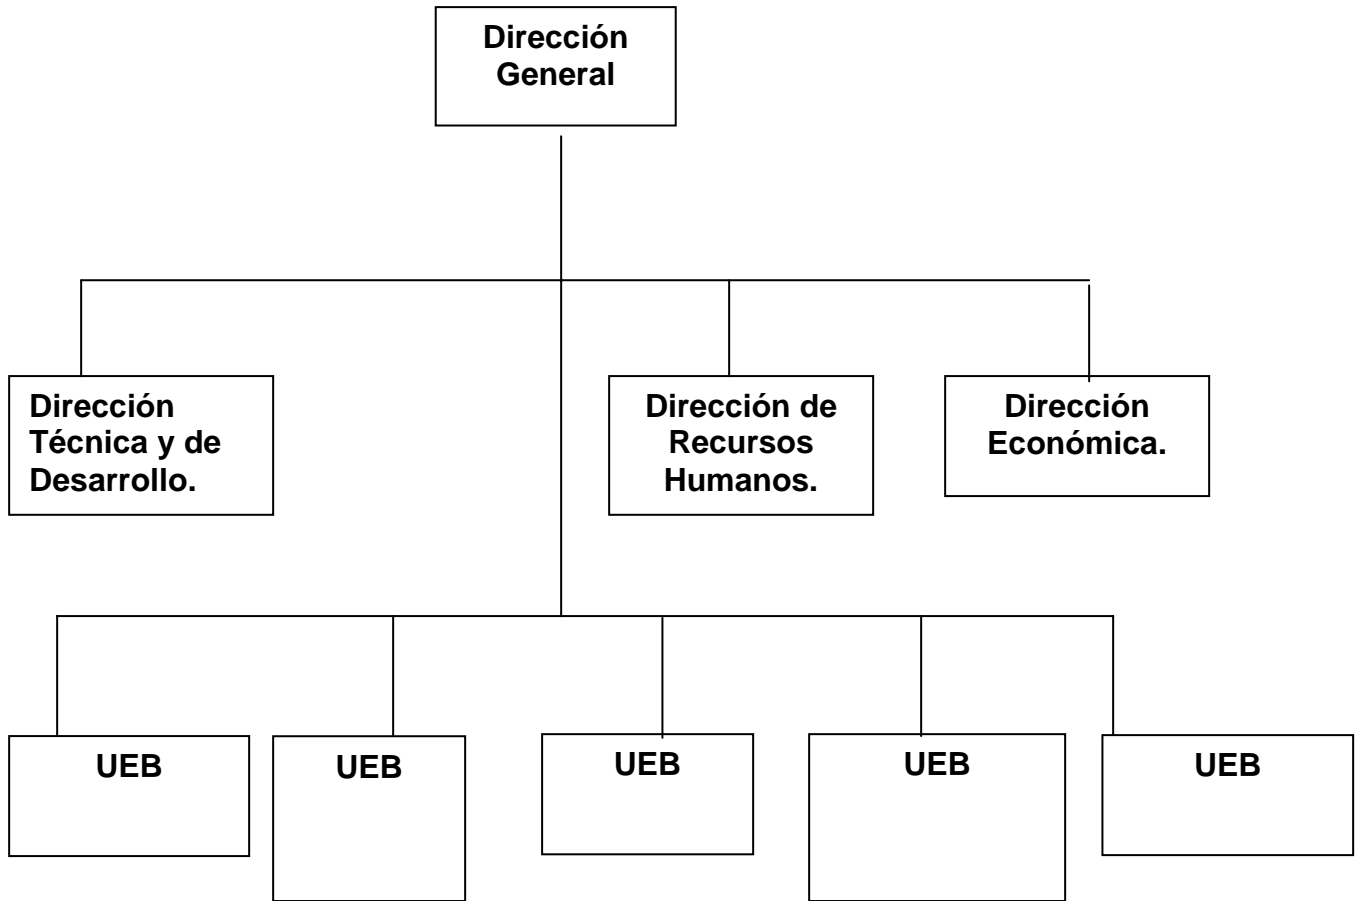 Dirección
General
Dirección
Técnica y de
Desarrollo.
Dirección de
Recursos
Humanos.
Dirección
Económica.
UEB
UEB
UEB
UEB
UEB